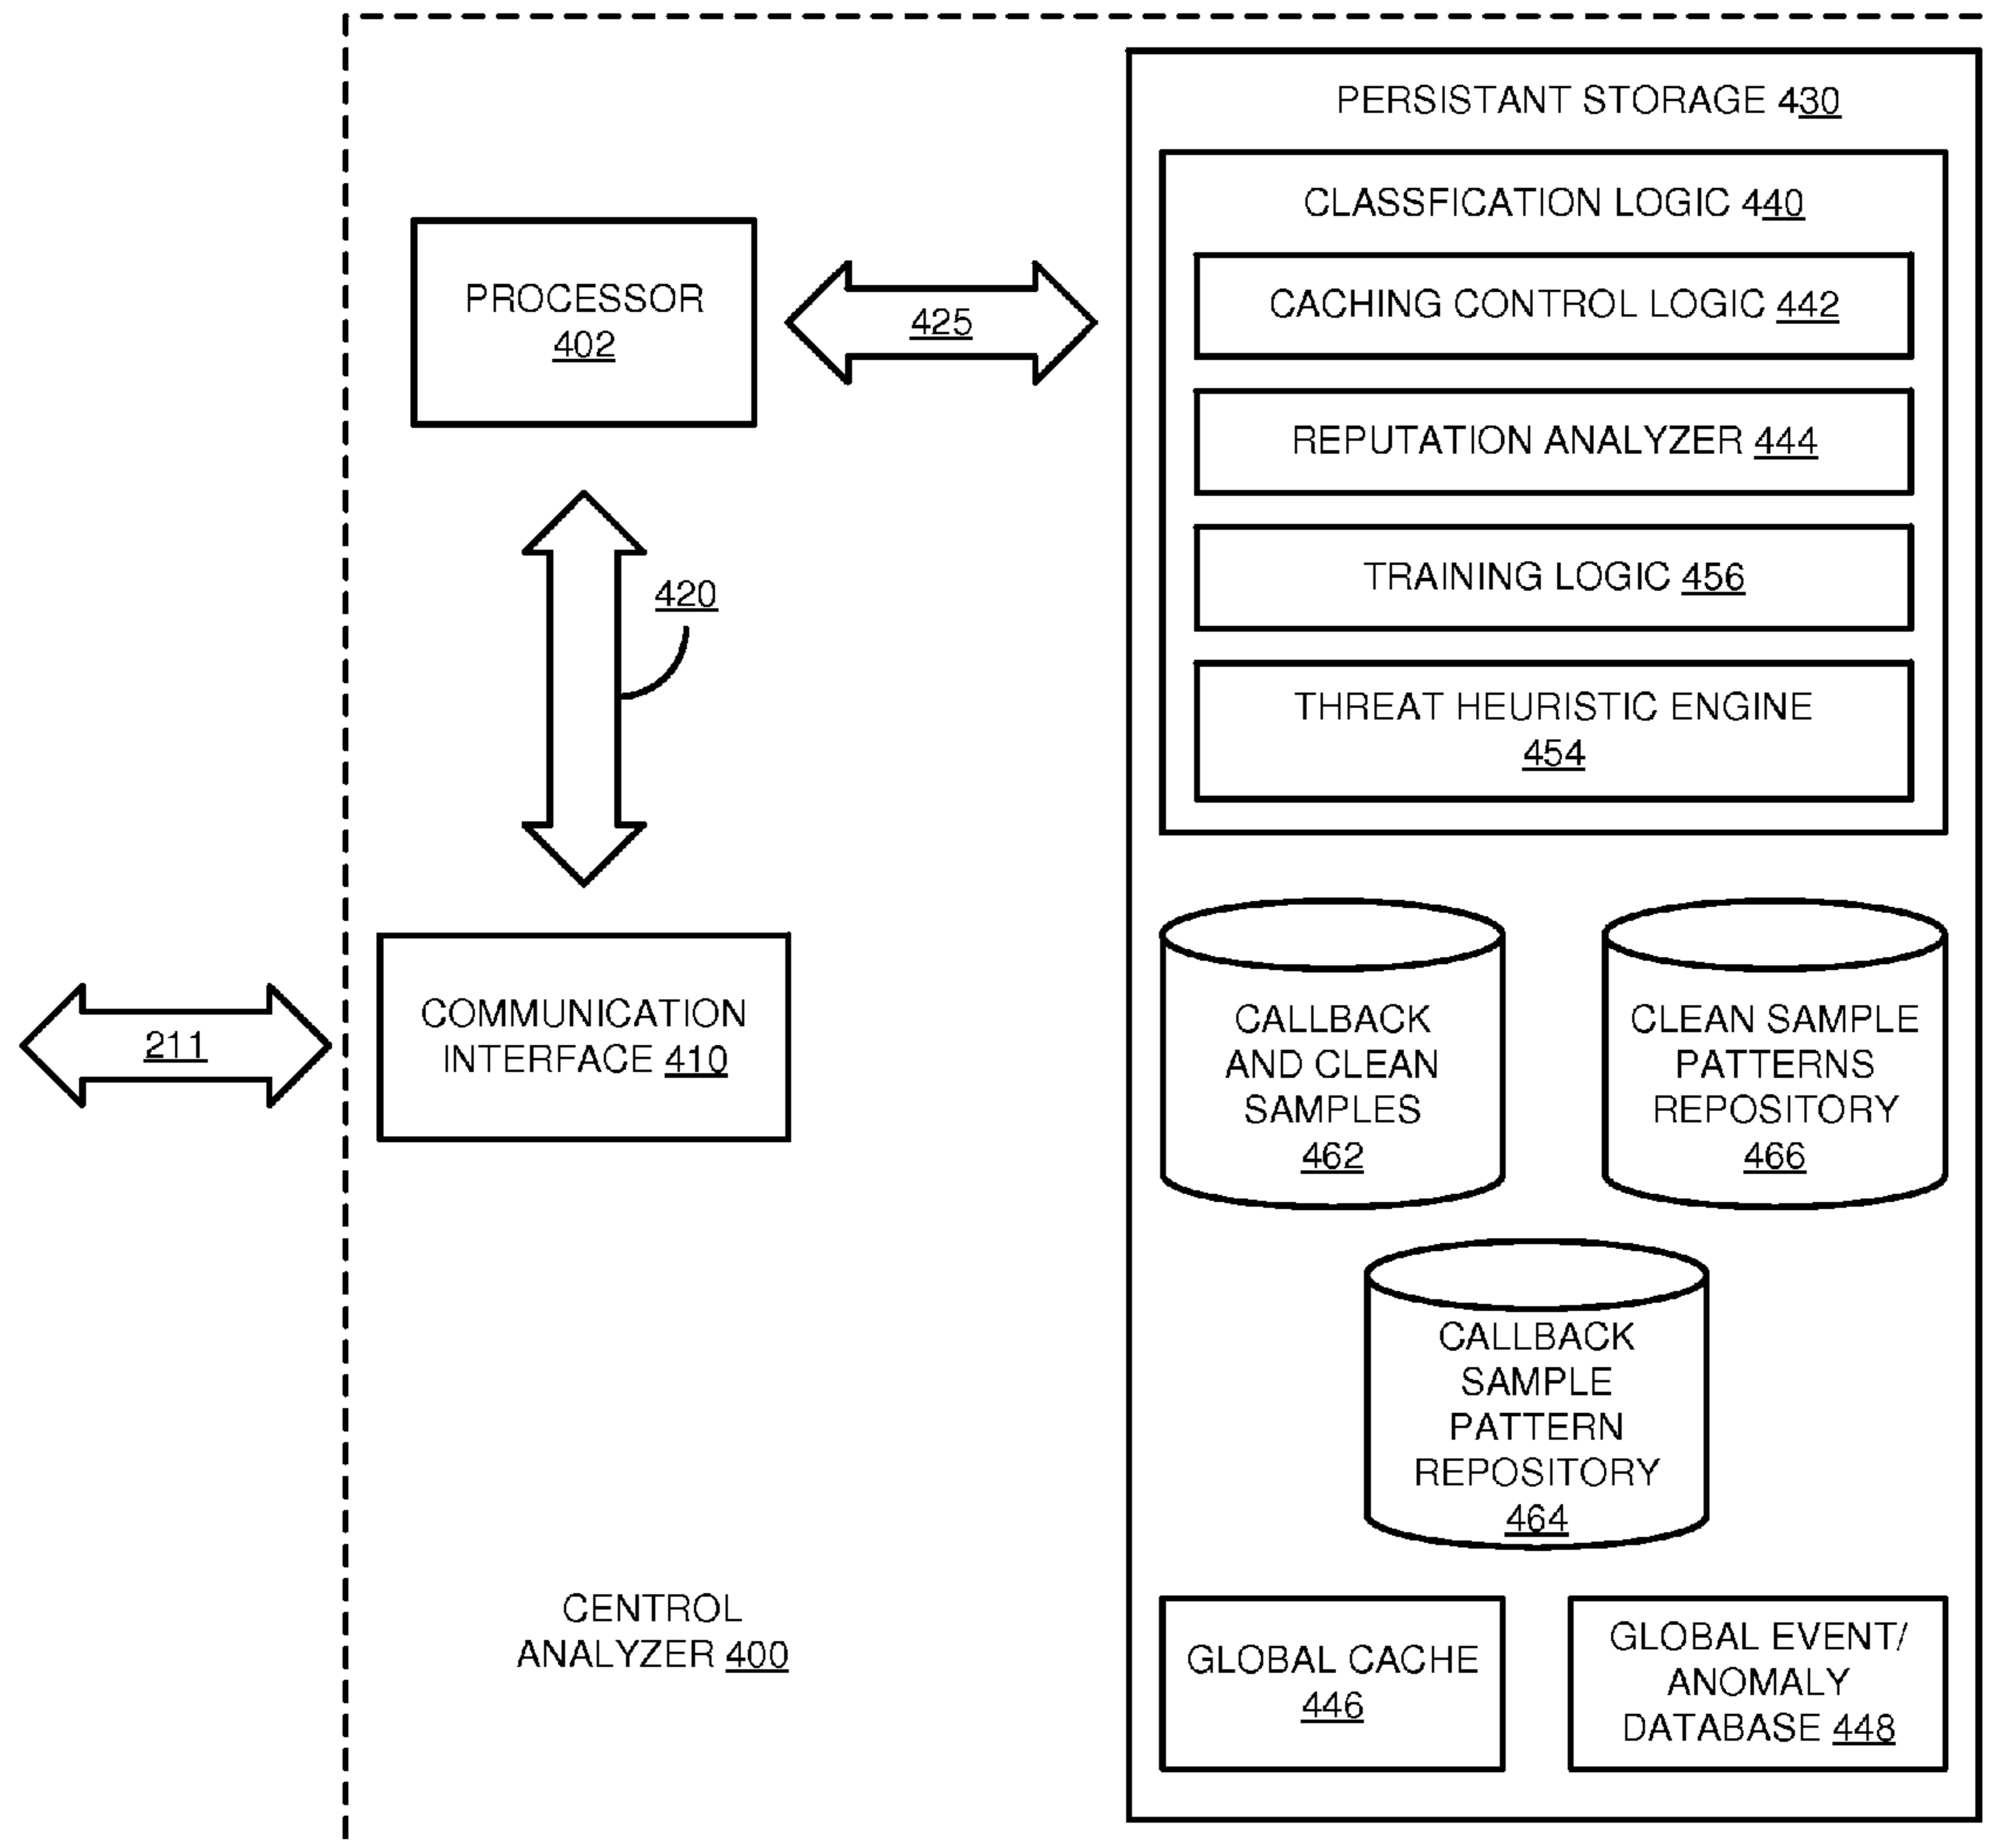 PERSISTANT STORAGE 430
CLASSFICATION LOGIC 440
CACHING CONTROL LOGIC 442
REPUTATION ANALYZER 444
TRAINING LOGIC 456
THREAT HEURISTIC ENGINE
454
PROCESSOR
402
425
420
COMMUNICATION
INTERFACE 410
211
CALLBACK
AND CLEAN
SAMPLES
462
CLEAN SAMPLE
PATTERNS
REPOSITORY
466
CALLBACK
SAMPLE
PATTERN
REPOSITORY
464
CENTROL
ANALYZER 400
GLOBAL CACHE
446
GLOBAL EVENT/
ANOMALY
DATABASE 448